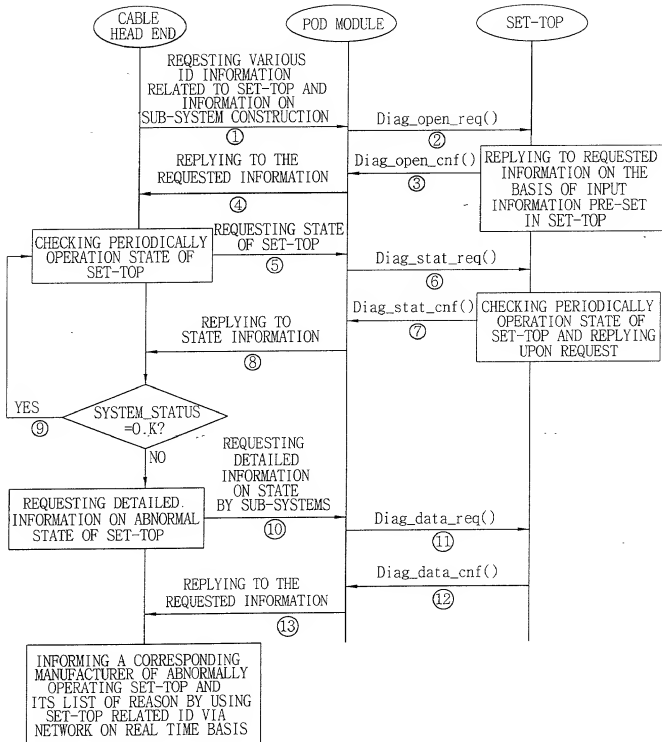 CABLE
HEAD END
POD MODULE
SET-TOP
REQESTING VARIOUS
ID INFORMATION
RELATED TO SET-TOP AND
INFORMATION ON
SUB-SYSTEM CONSTRUCTION
①
Diag_open_req()
②
REPLYING TO THE
REQUESTED INFORMATION
④
Diag_open_cnf()
③
REPLYING TO REQUESTED
INFORMATION ON THE
BASIS OF INPUT
INFORMATION PRE-SET
IN SET-TOP
CHECKING PERIODICALLY
OPERATION STATE OF
SET-TOP
REQUESTING STATE
OF SET-TOP
⑤
Diag_stat_req()
⑥
Diag_stat_cnf()
⑦
CHECKING PERIODICALLY
OPERATION STATE OF
SET-TOP AND REPLYING
UPON REQUEST
REPLYING TO
STATE INFORMATION
⑧
YES
⑨
SYSTEM_STATUS
=O.K?
NO
REQUESTING
DETAILED
INFORMATION
ON STATE
BY SUB-SYSTEMS
⑩
REQUESTING DETAILED.
INFORMATION ON ABNORMAL
STATE OF SET-TOP
Diag_data_req()
⑪
Diag_data_cnf()
⑫
REPLYING TO THE
REQUESTED INFORMATION
⑬
INFORMING A CORRESPONDING
MANUFACTURER OF ABNORMALLY
OPERATING SET-TOP AND
ITS LIST OF REASON BY USING
SET-TOP RELATED ID VIA
NETWORK ON REAL TIME BASIS